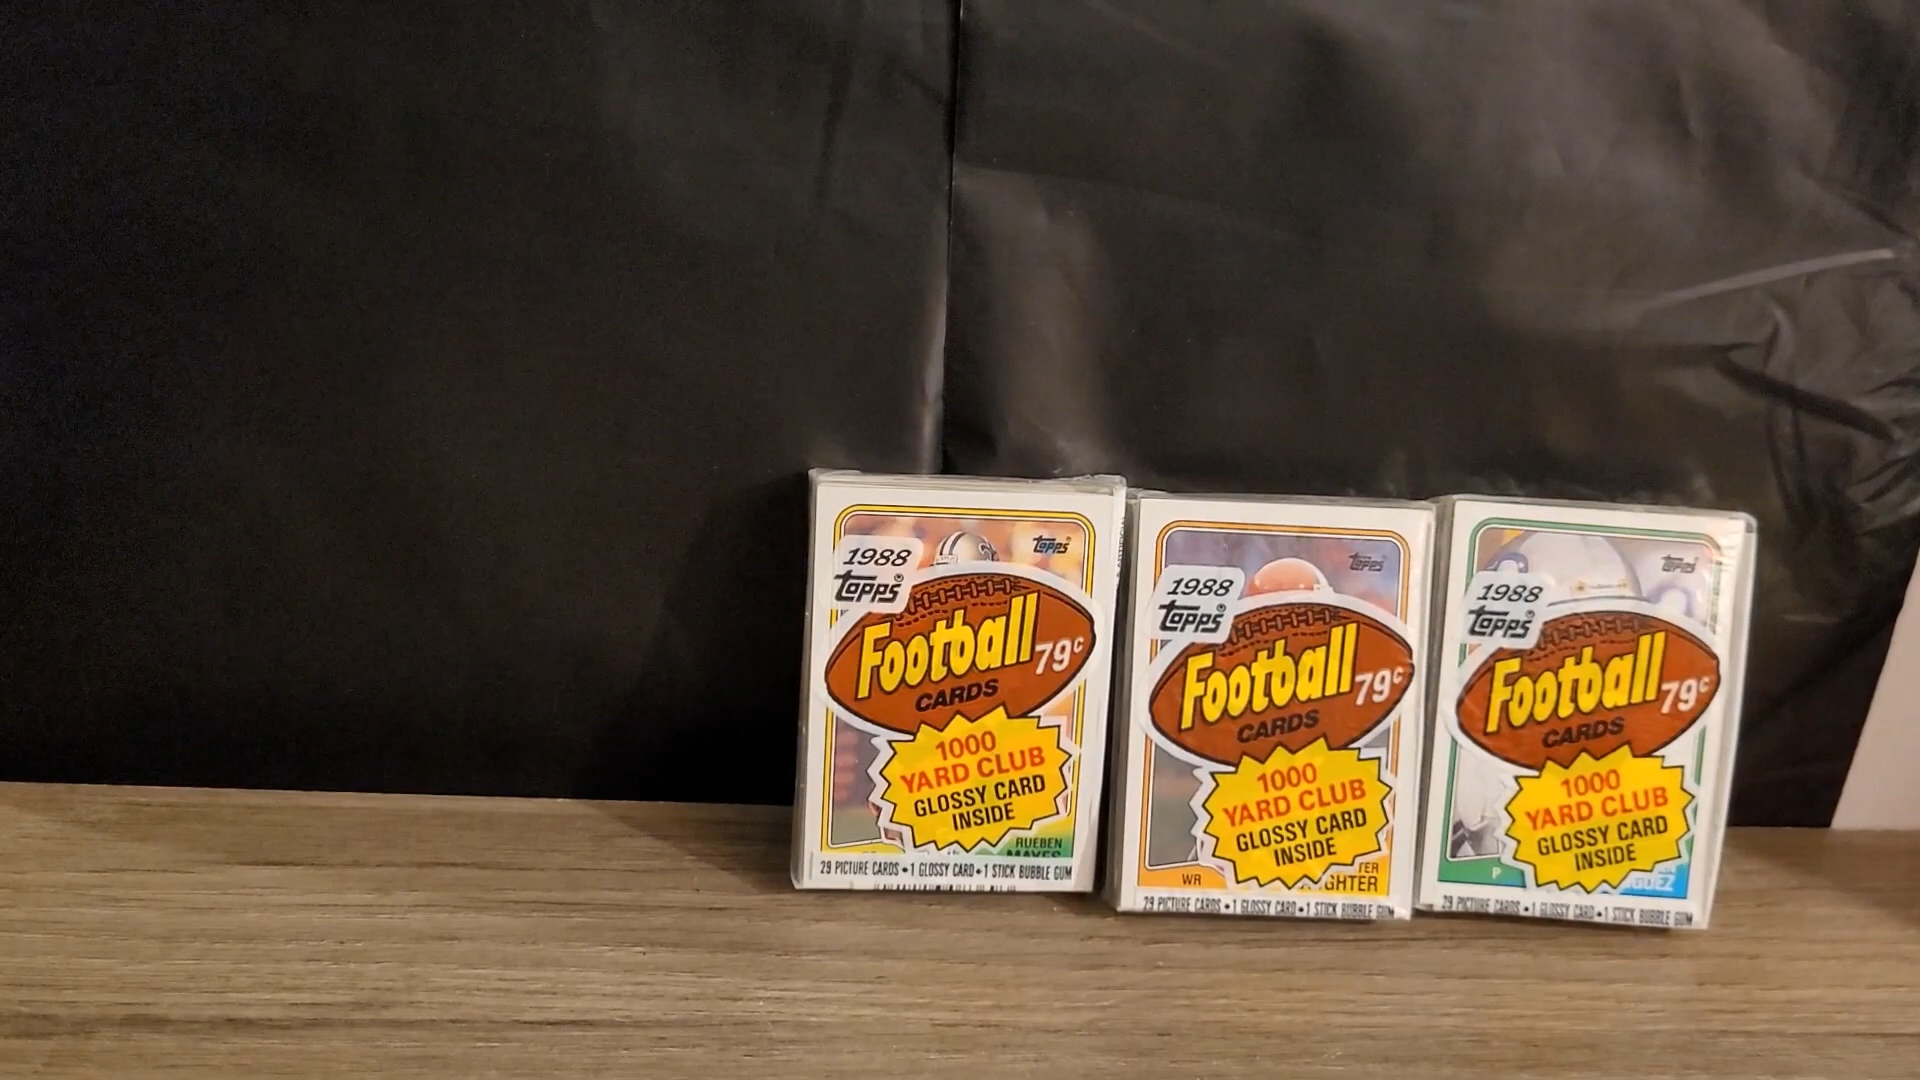 Topps
1988
Topps
Football
79¢
CARDS
1000
YARD CLUB
GLOSSY CARD
INSIDE
RUEBEN
MAYES
29 PICTURE CARDS • 1 GLOSSY CARD • 1 STICK BUBBLE GUM
Topps
1988
Topps
Football
79¢
CARDS
1000
YARD CLUB
GLOSSY CARD
INSIDE
WR
29 PICTURE CARDS • 1 GLOSSY CARD • 1 STICK BUBBLE GUM
Topps
1988
Topps
Football
79¢
CARDS
1000
YARD CLUB
GLOSSY CARD
INSIDE
P
29 PICTURE CARDS • 1 GLOSSY CARD • 1 STICK BUBBLE GUM